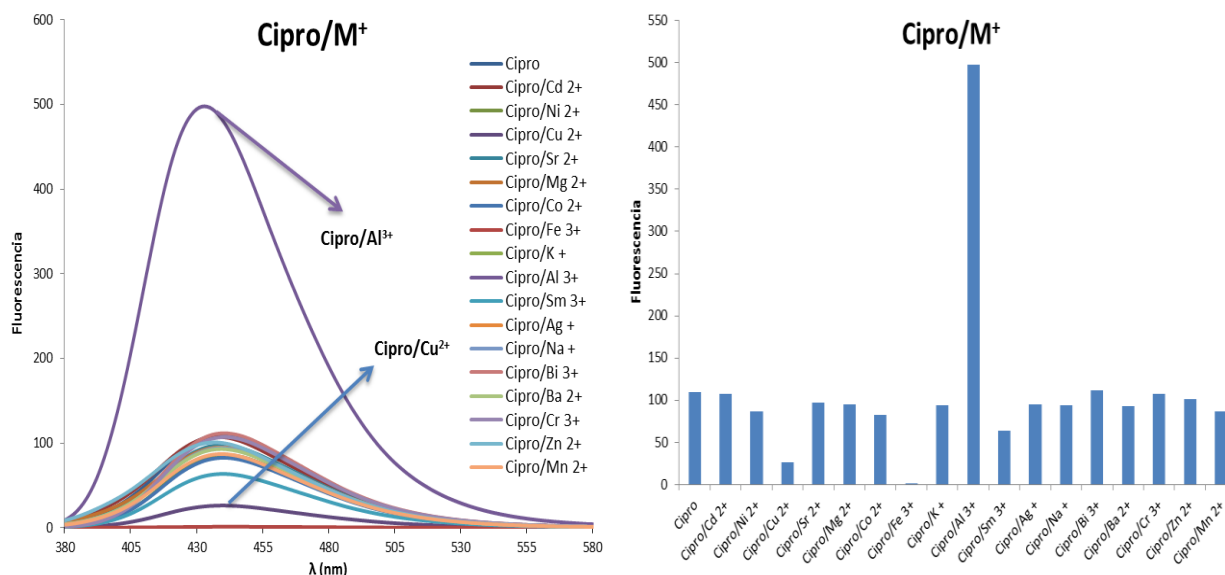 Cipro/M⁺
600
500
400
300
200
100
0
Fluorescencia
380
405
430
455
480
505
530
555
580
λ (nm)
Cipro/Al³⁺
Cipro/Cu²⁺
Cipro
Cipro/Cd 2+
Cipro/Ni 2+
Cipro/Cu 2+
Cipro/Sr 2+
Cipro/Mg 2+
Cipro/Co 2+
Cipro/Fe 3+
Cipro/K +
Cipro/Al 3+
Cipro/Sm 3+
Cipro/Ag +
Cipro/Na +
Cipro/Bi 3+
Cipro/Ba 2+
Cipro/Cr 3+
Cipro/Zn 2+
Cipro/Mn 2+
Cipro/M⁺
550
500
450
400
350
300
250
200
150
100
50
0
Fluorescencia
Cipro
Cipro/Cd 2+
Cipro/Ni 2+
Cipro/Cu 2+
Cipro/Sr 2+
Cipro/Mg 2+
Cipro/Co 2+
Cipro/Fe 3+
Cipro/K +
Cipro/Al 3+
Cipro/Sm 3+
Cipro/Ag +
Cipro/Na +
Cipro/Bi 3+
Cipro/Ba 2+
Cipro/Cr 3+
Cipro/Zn 2+
Cipro/Mn 2+